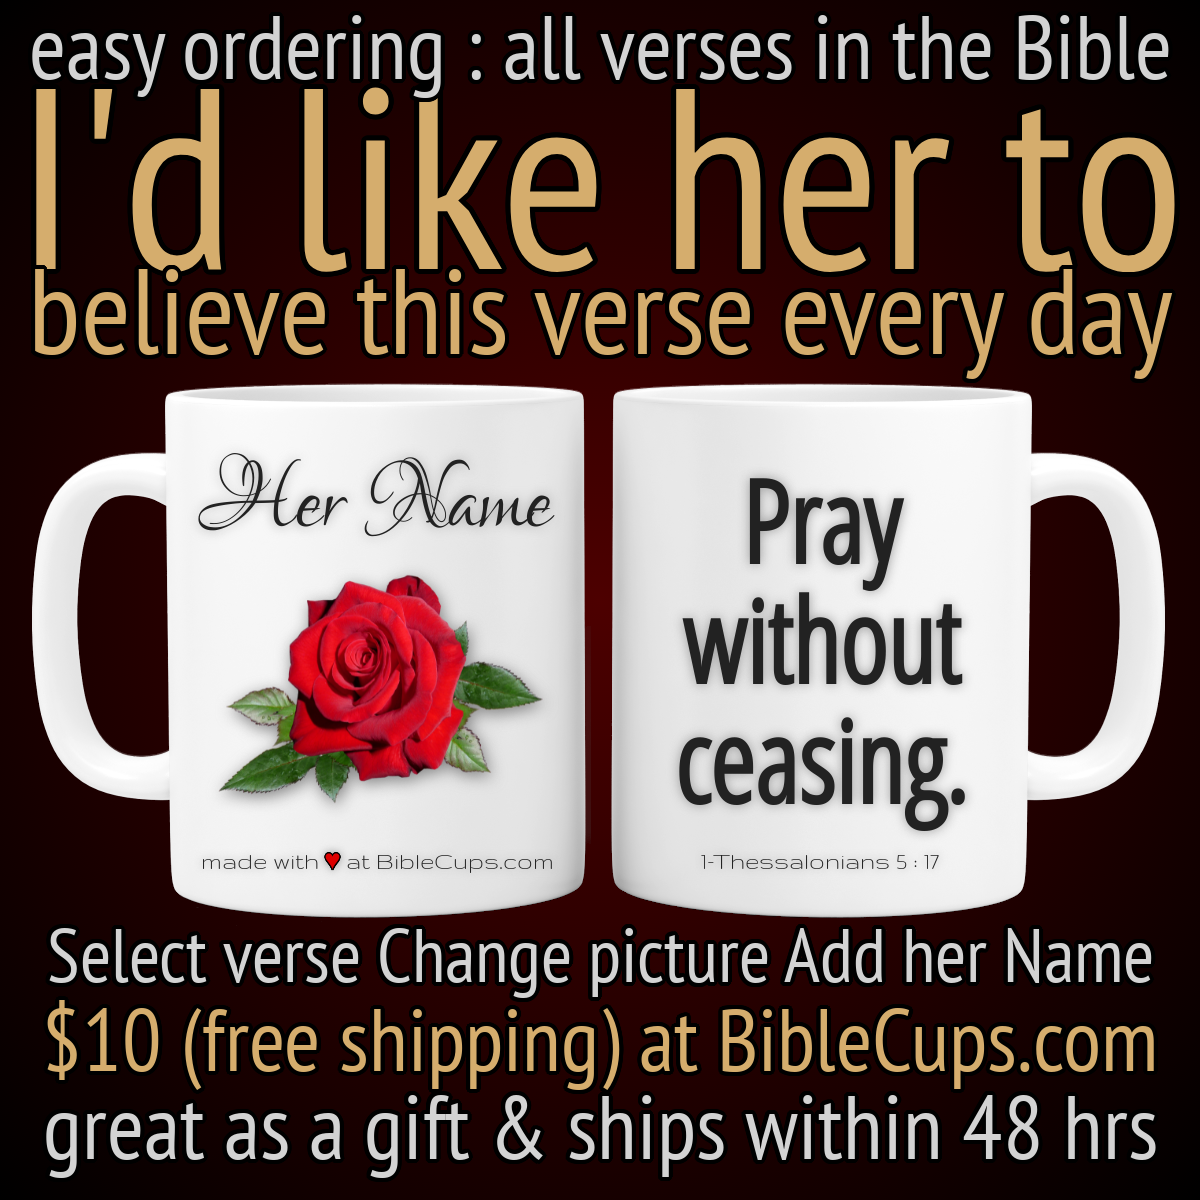 easy ordering : all verses in the Bible
I'd like her to
believe this verse every day
Her Name
made with ♥ at BibleCups.com
Pray
without
ceasing.
1-Thessalonians 5 : 17
Select verse Change picture Add her Name
$10 (free shipping) at BibleCups.com
great as a gift & ships within 48 hrs